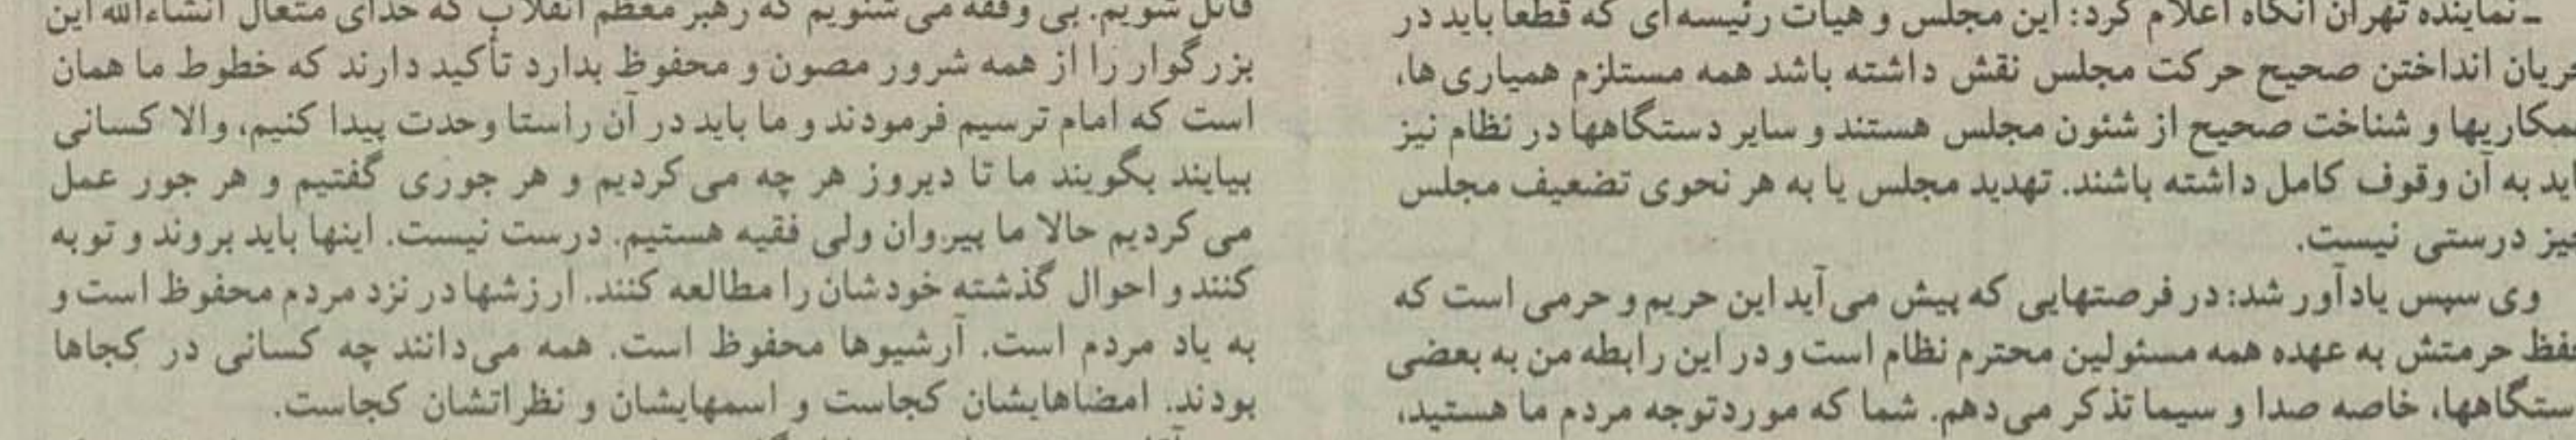 ـ نماینده تهران آنگاه اعلام کرد: این مجلس و هیأت رئیسه‌ای که قطعا باید در
جریان انداختن صحیح حرکت مجلس نقش داشته باشد همه مستلزم همیاری ها،
همکاریها و شناخت صحیح از شئون مجلس هستند و سایر دستگاهها در نظام نیز
باید به آن وقوف کامل داشته باشند. تهدید مجلس یا به هر نحوی تضعیف مجلس
چیز درستی نیست.
وی سپس یادآور شد: در فرصتهایی که پیش می‌آید این حریم و حرمی است که
حفظ حرمتش به عهده همه مسئولین محترم نظام است و در این رابطه من به بعضی
دستگاهها، خاصه صدا و سیما تذکر می‌دهم. شما که موردتوجه مردم ما هستید،
قائل شویم. بی وقفه می شنویم که رهبر معظم انقلاب که خدای متعال انشاءالله این
بزرگوار را از همه شرور مصون و محفوظ بدارد تأکید دارند که خطوط ما همان
است که امام ترسیم فرمودند و ما باید در آن راستا وحدت پیدا کنیم، والا کسانی
بیایند بگویند ما تا دیروز هر چه می کردیم و هر جوری گفتیم و هر جور عمل
می کردیم حالا ما پیروان ولی فقیه هستیم. درست نیست. اینها باید بروند و توبه
کنند و احوال گذشته خودشان را مطالعه کنند. ارزشها در نزد مردم محفوظ است و
به یاد مردم است. آرشیوها محفوظ است. همه می‌دانند چه کسانی در کجاها
بودند. امضاهایشان کجاست و اسمهایشان و نظراتشان کجاست.